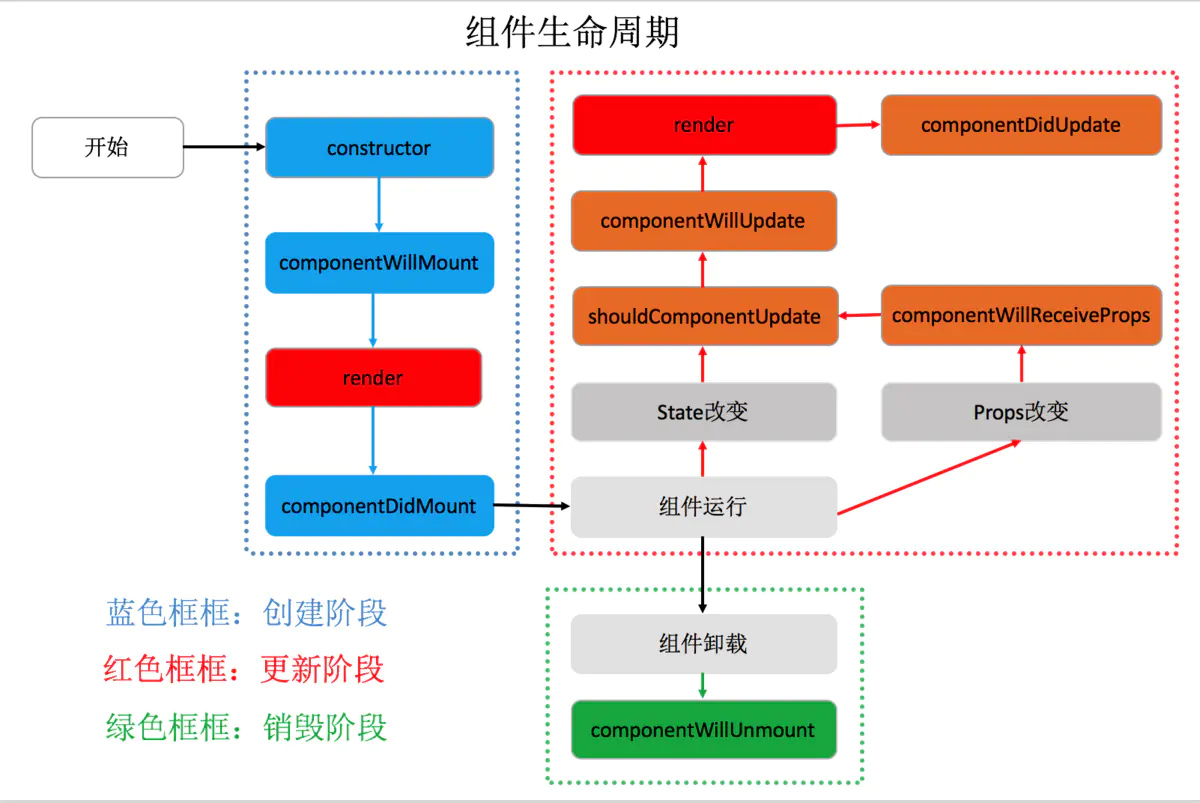 组件生命周期
开始
constructor
componentWillMount
render
componentDidMount
render
componentDidUpdate
componentWillUpdate
shouldComponentUpdate
componentWillReceiveProps
State改变
Props改变
组件运行
组件卸载
componentWillUnmount
蓝色框框：创建阶段
红色框框：更新阶段
绿色框框：销毁阶段